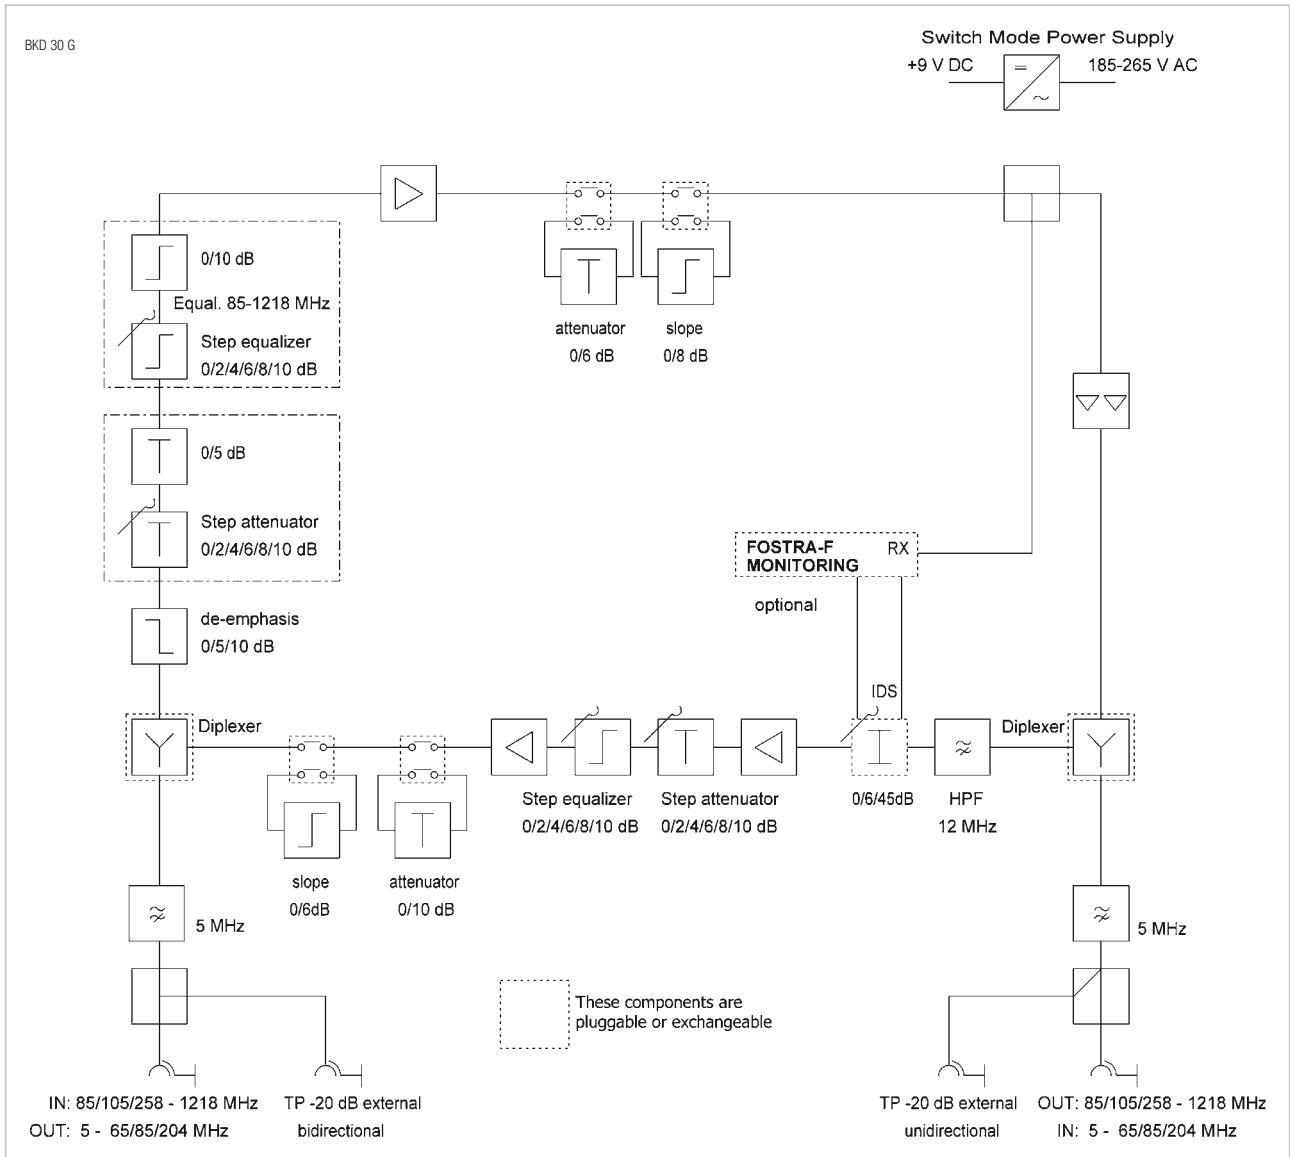 BKD 30 G
Switch Mode Power Supply
+9 V DC
185-265 V AC
0/10 dB
Equal. 85-1218 MHz
Step equalizer
0/2/4/6/8/10 dB
attenuator
0/6 dB
slope
0/8 dB
0/5 dB
Step attenuator
0/2/4/6/8/10 dB
FOSTRA-F
MONITORING
RX
optional
de-emphasis
0/5/10 dB
IDS
Diplexer
Diplexer
Step equalizer
0/2/4/6/8/10 dB
Step attenuator
0/2/4/6/8/10 dB
0/6/45dB
HPF
12 MHz
slope
0/6dB
attenuator
0/10 dB
5 MHz
5 MHz
These components are
pluggable or exchangeable
IN: 85/105/258 - 1218 MHz
OUT: 5 - 65/85/204 MHz
TP -20 dB external
bidirectional
TP -20 dB external
unidirectional
OUT: 85/105/258 - 1218 MHz
IN: 5 - 65/85/204 MHz